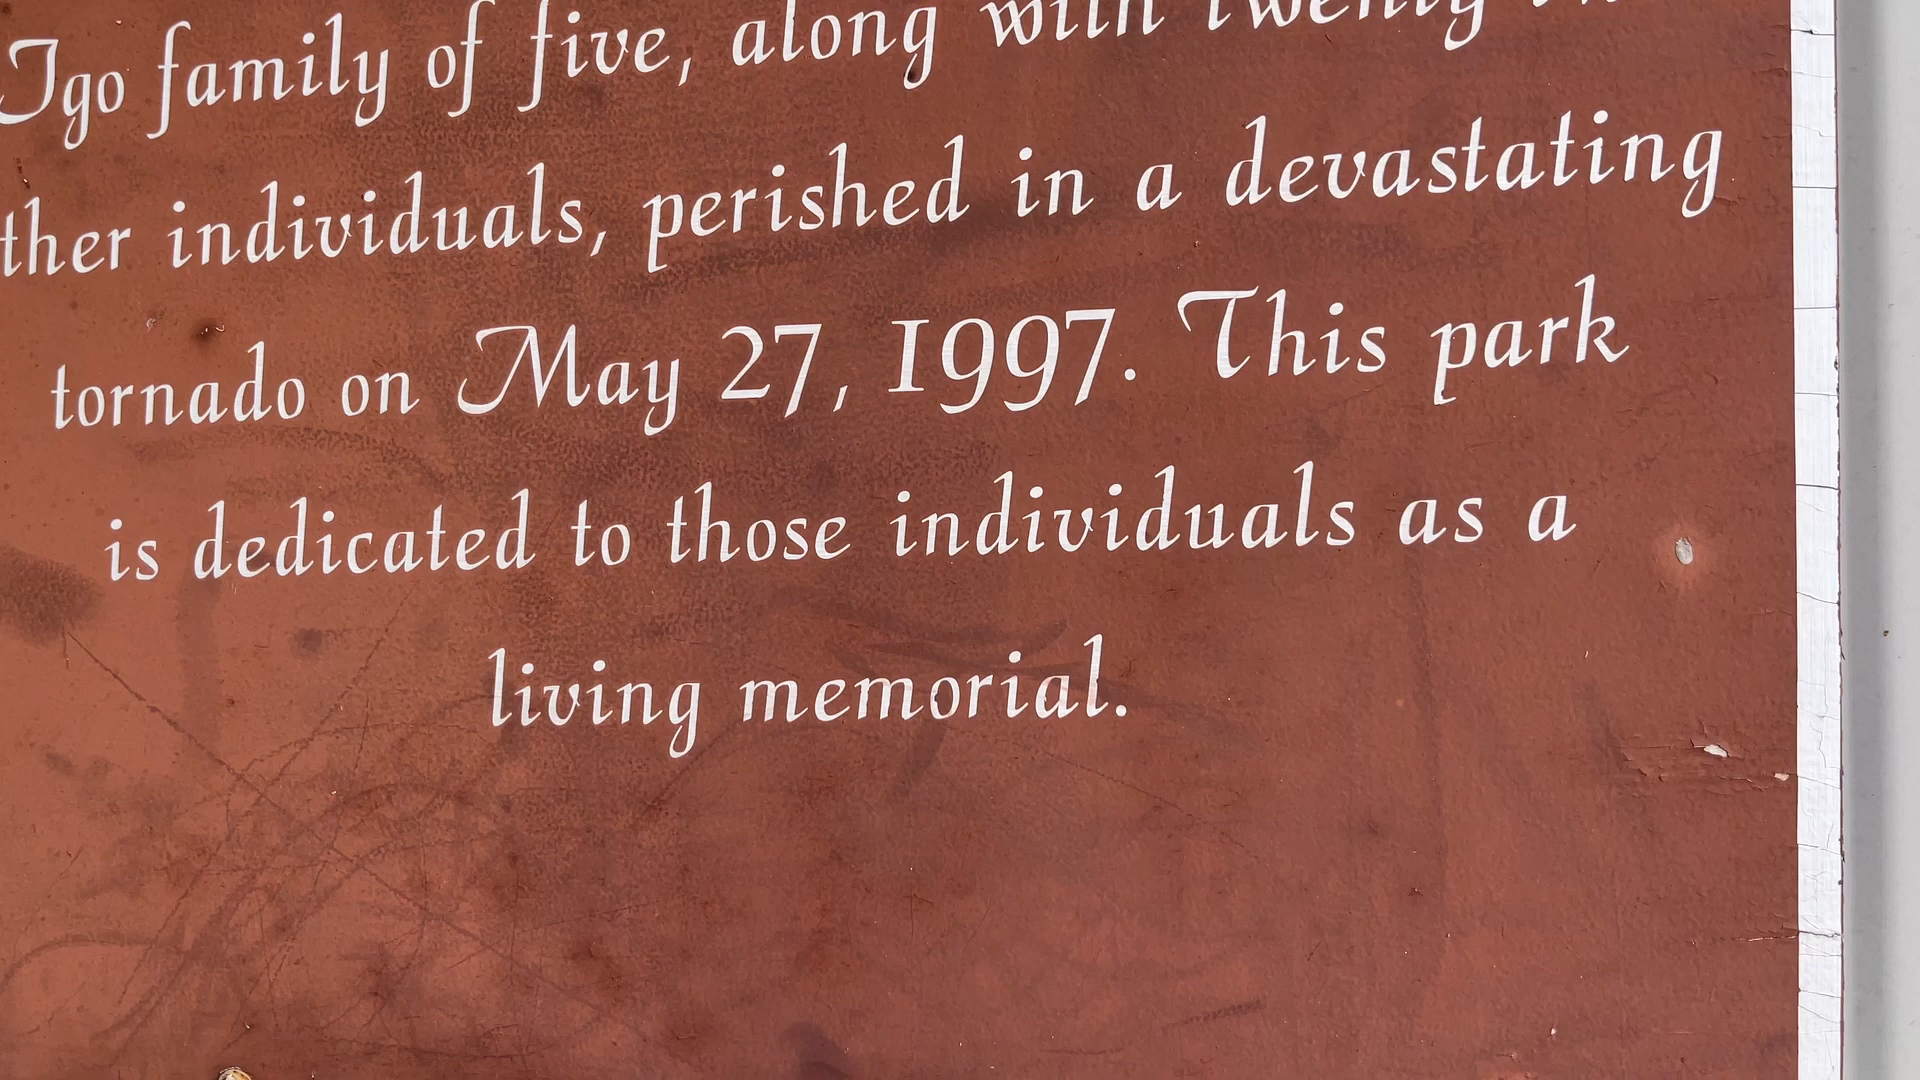 Igo family of five, along with twenty
ther individuals, perished in a devastating
tornado on May 27, 1997. This park
is dedicated to those individuals as a
living memorial.